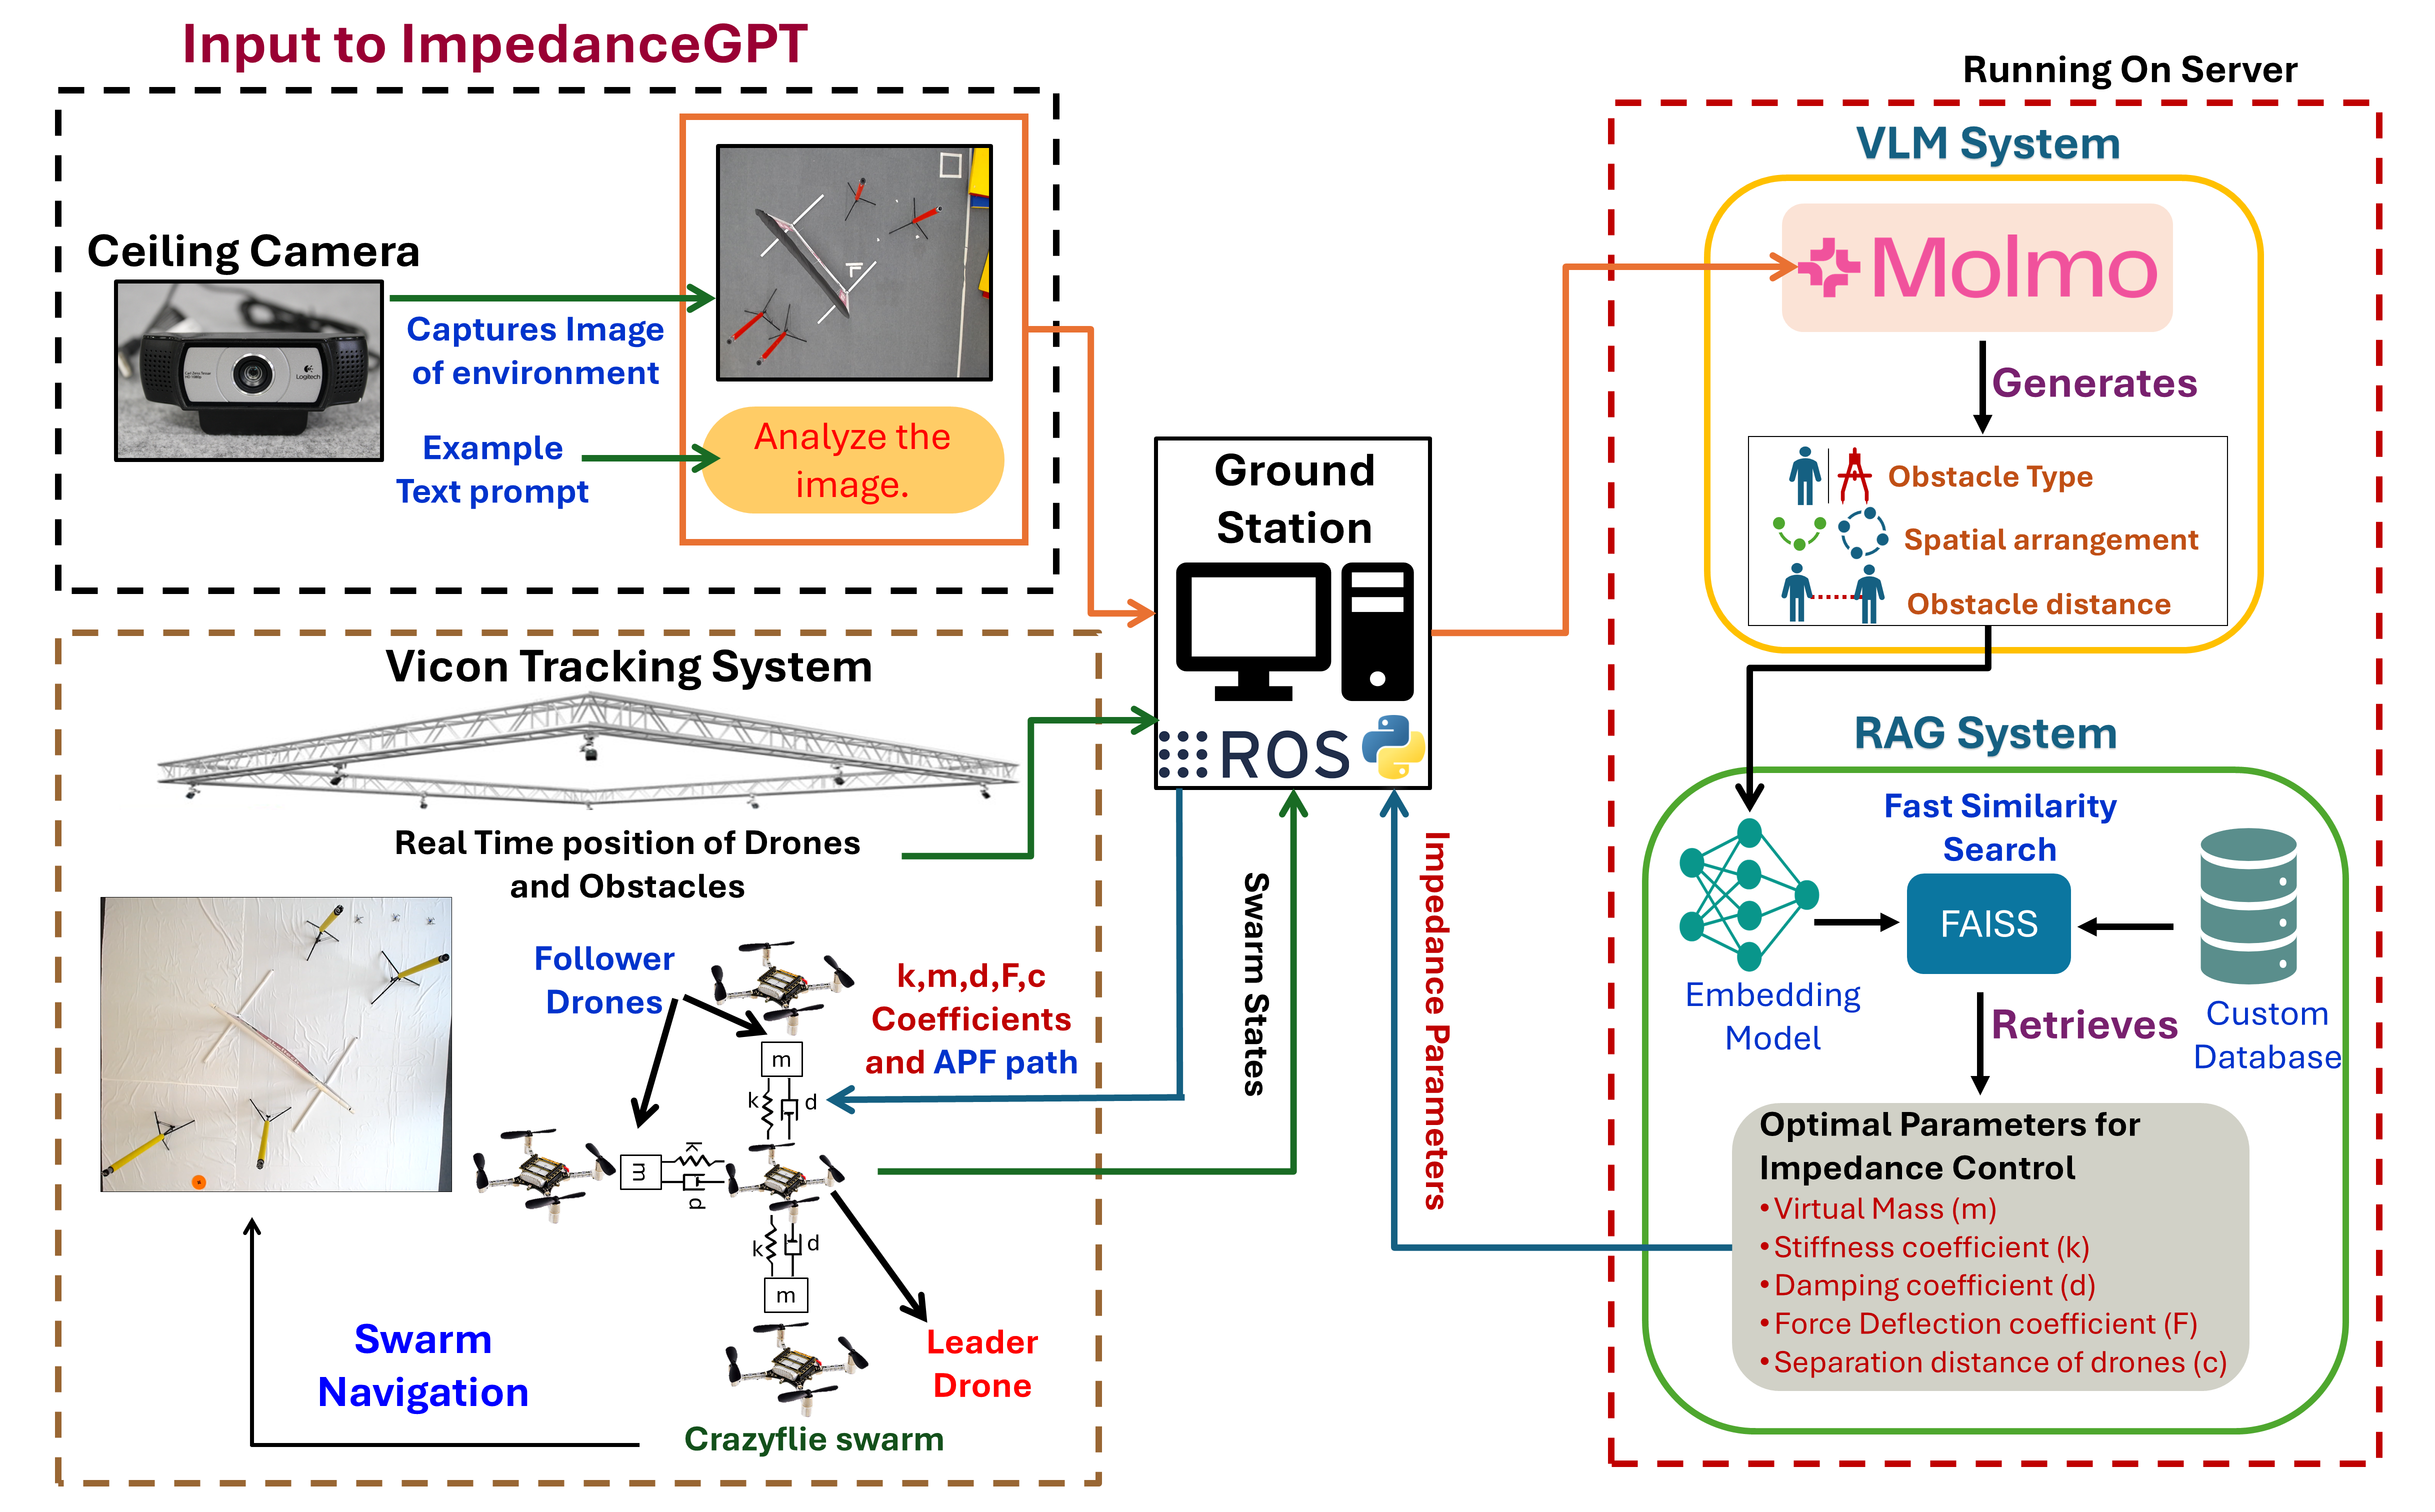 Input to ImpedanceGPT
Ceiling Camera
Logitech
Captures Image
of environment
Example
Text prompt
Analyze the
image.
Vicon Tracking System
Real Time position of Drones
and Obstacles
Follower
Drones
k,m,d,F,c
Coefficients
and APF path
m
k
d
m
k
d
k
d
m
Leader
Drone
Swarm
Navigation
Crazyflie swarm
Ground
Station
ROS
Swarm States
Impedance Parameters
Running On Server
VLM System
Molmo
Generates
Obstacle Type
Spatial arrangement
Obstacle distance
RAG System
Fast Similarity
Search
FAISS
Embedding
Model
Retrieves
Custom
Database
Optimal Parameters for
Impedance Control
•Virtual Mass (m)
•Stiffness coefficient (k)
•Damping coefficient (d)
•Force Deflection coefficient (F)
•Separation distance of drones (c)